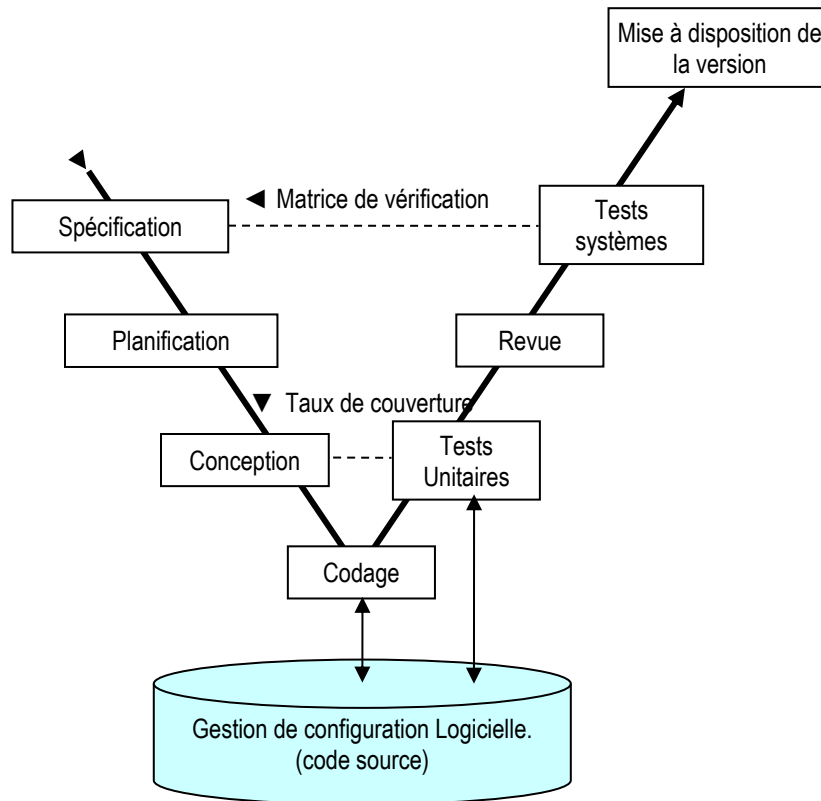 Mise à disposition de
la version
Matrice de vérification
Spécification
Tests
systèmes
Planification
Revue
Taux de couverture
Conception
Tests
Unitaires
Codage
Gestion de configuration Logicielle.
(code source)